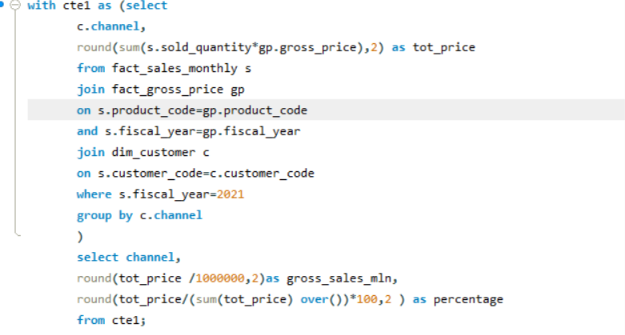 with cte1 as (select
c.channel,
round(sum(s.sold_quantity*gp.gross_price),2) as tot_price
from fact_sales_monthly s
join fact_gross_price gp
on s.product_code=gp.product_code
and s.fiscal_year=gp.fiscal_year
join dim_customer c
on s.customer_code=c.customer_code
where s.fiscal_year=2021
group by c.channel
)
select channel,
round(tot_price /1000000,2)as gross_sales_mln,
round(tot_price/(sum(tot_price) over())*100,2 ) as percentage
from cte1;